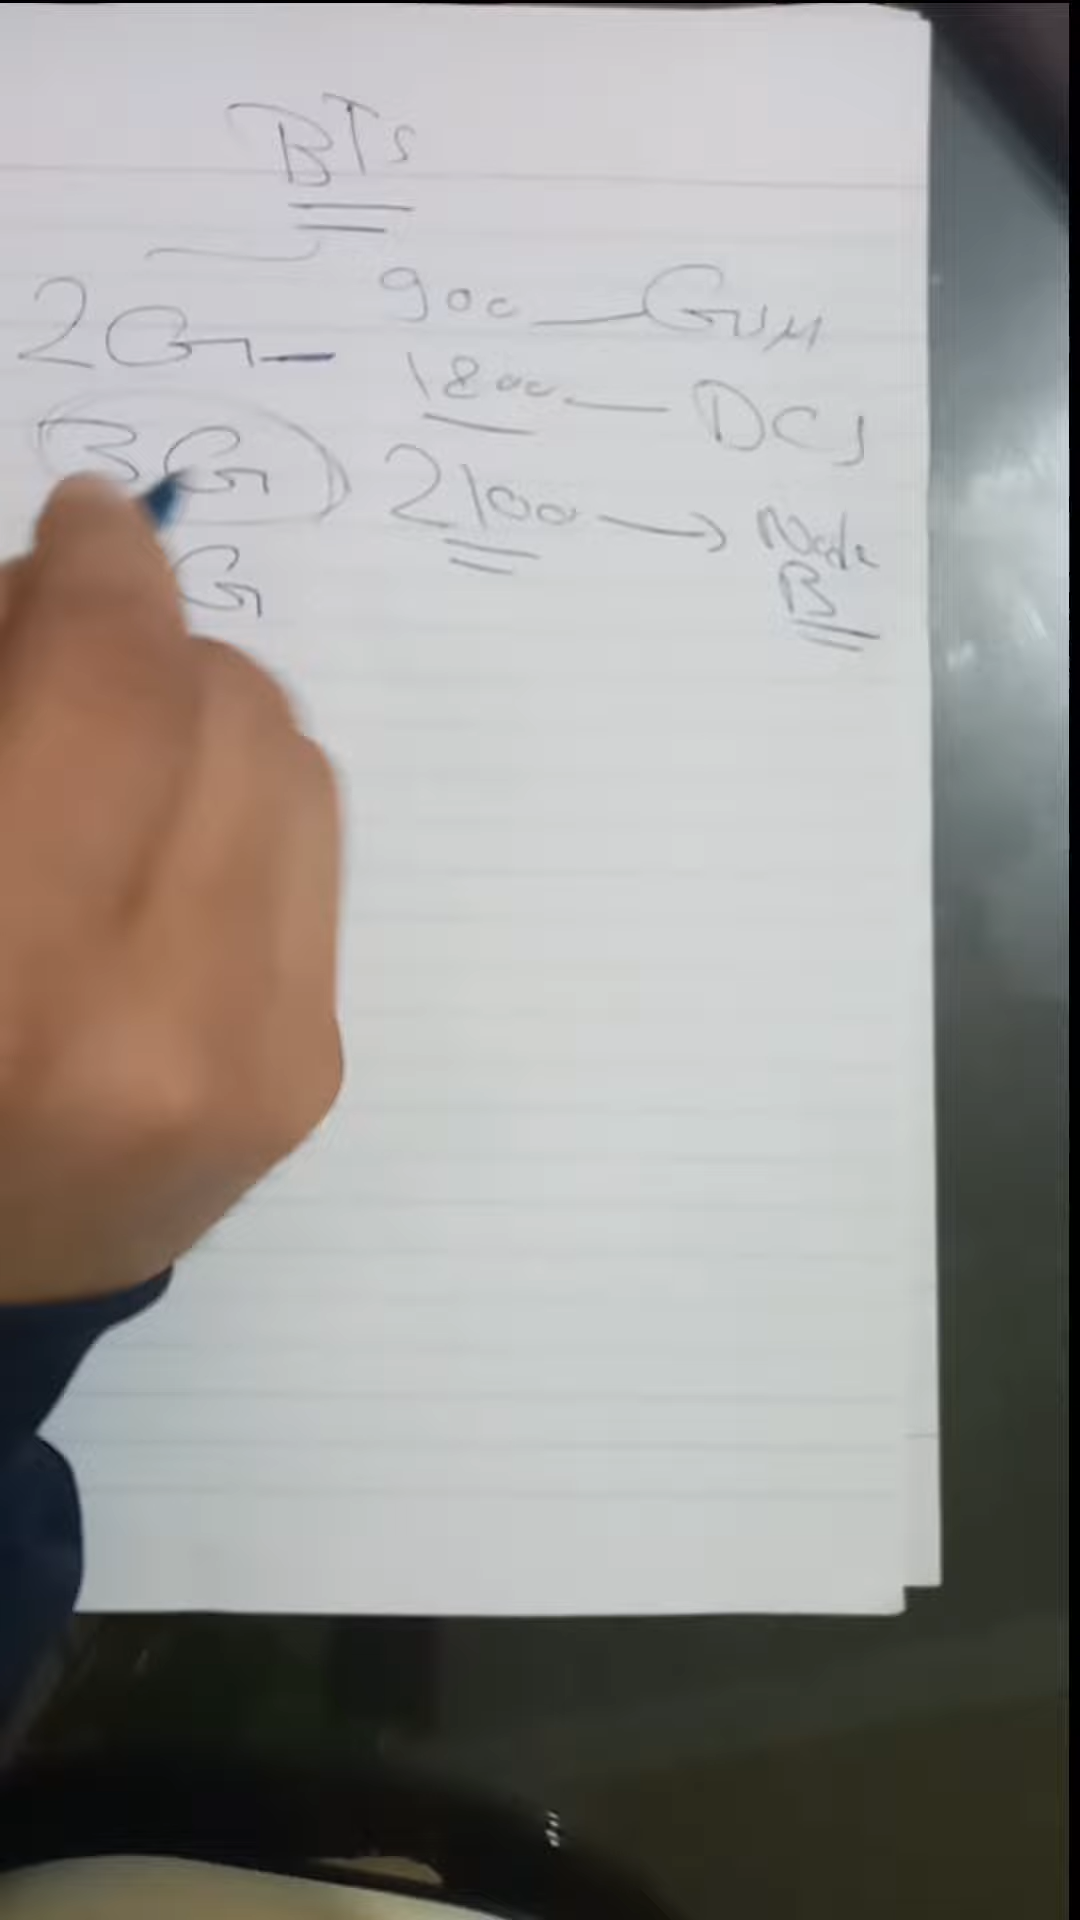 BTS
2G - 900 - GSM
1800 - DCS
3G 2100 → Node
B
G